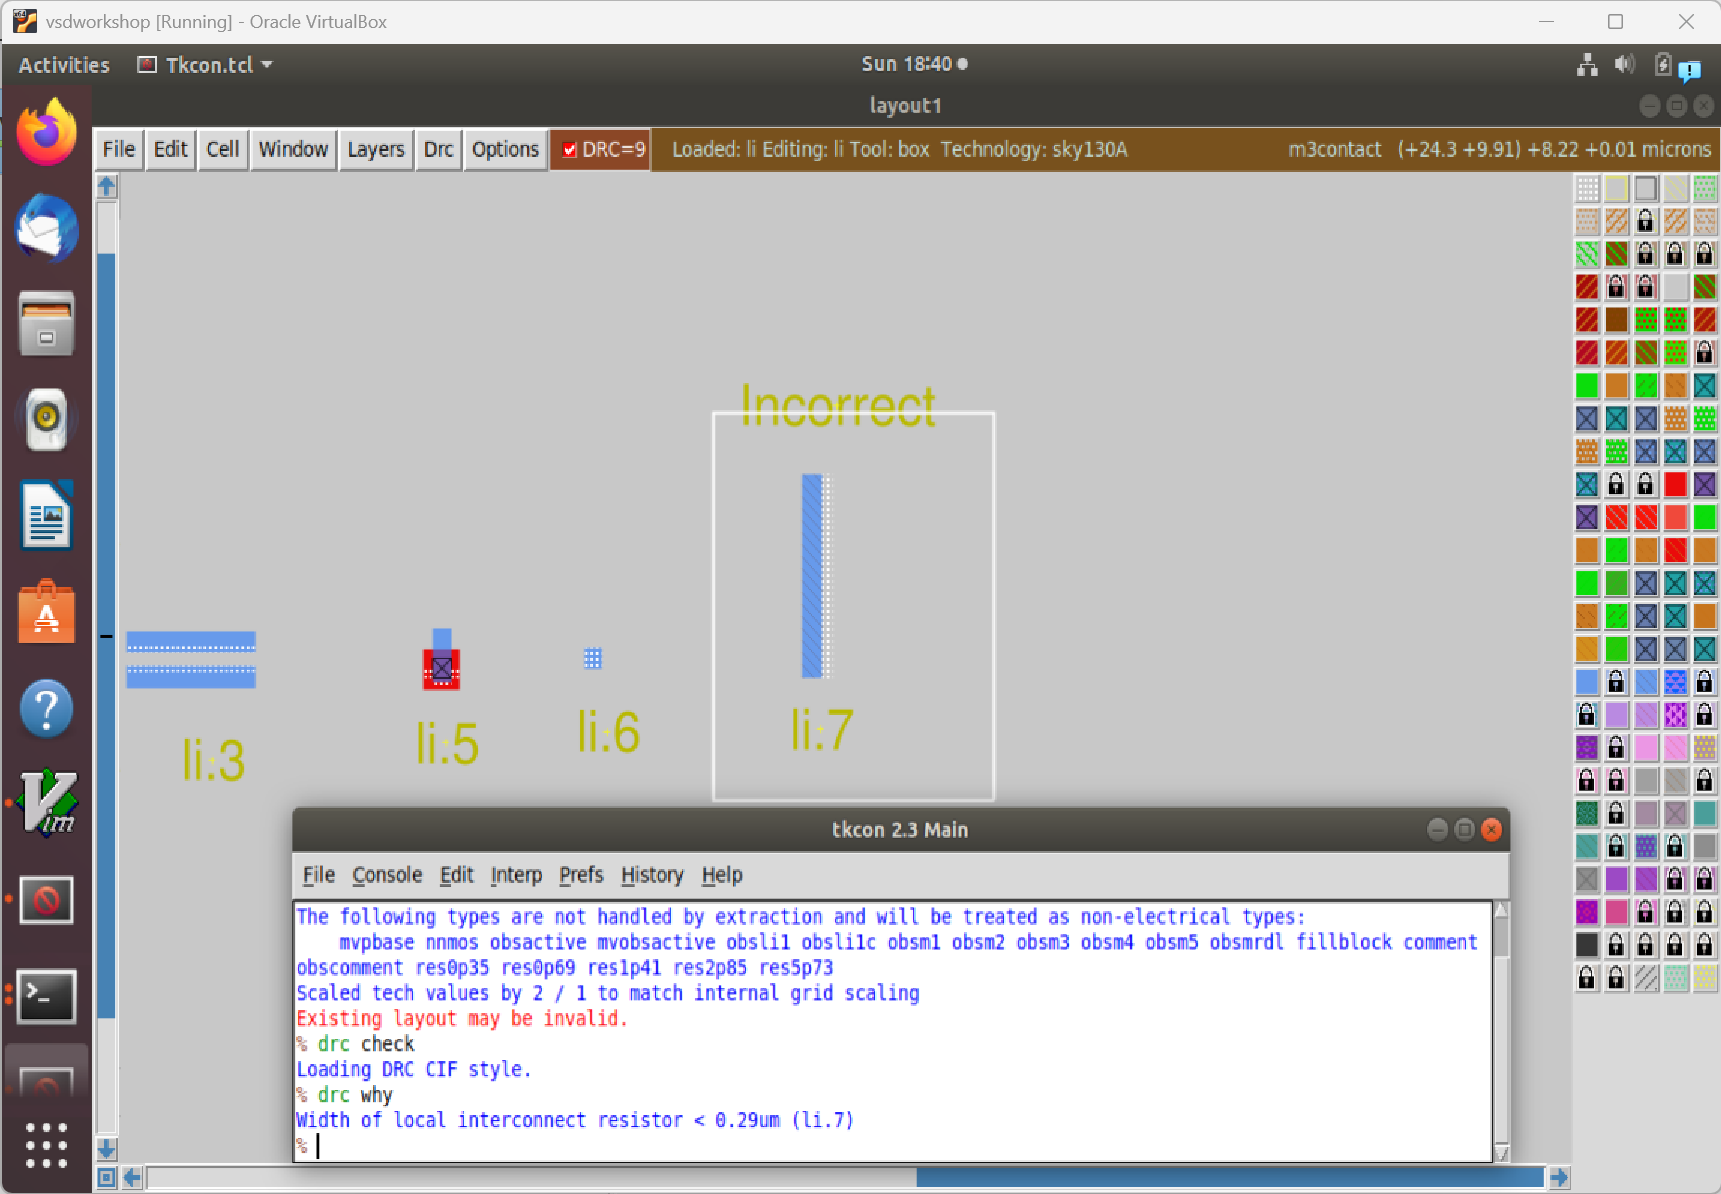 vsdworkshop [Running] - Oracle VirtualBox
Activities Tkcon.tcl Sun 18:40
layout1
File Edit Cell Window Layers Drc Options DRC=9 Loaded: li Editing: li Tool: box Technology: sky130A m3contact (+24.3 +9.91) +8.22 +0.01 microns
Incorrect
li:3
li:5
li:6
li:7
tkcon 2.3 Main
File Console Edit Interp Prefs History Help
The following types are not handled by extraction and will be treated as non-electrical types:
mvpbase nnmos obsactive mvobsactive obsli1 obsli1c obsm1 obsm2 obsm3 obsm4 obsm5 obsmrdl fillblock comment
obscomment res0p35 res0p69 res1p41 res2p85 res5p73
Scaled tech values by 2 / 1 to match internal grid scaling
Existing layout may be invalid.
% drc check
Loading DRC CIF style.
% drc why
Width of local interconnect resistor < 0.29um (li.7)
%